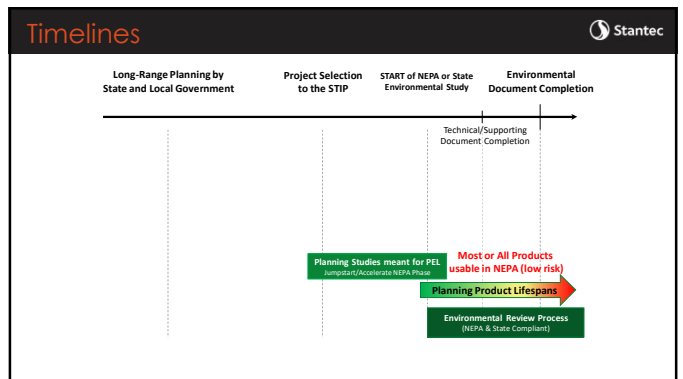 Timelines
Stantec
Long-Range Planning by
State and Local Government
Project Selection
to the STIP
START of NEPA or State
Environmental Study
Environmental
Document Completion
Technical/Supporting
Document Completion
Planning Studies meant for PEL
Jumpstart/Accelerate NEPA Phase
Most or All Products
usable in NEPA (low risk)
Planning Product Lifespans
Environmental Review Process
(NEPA & State Compliant)